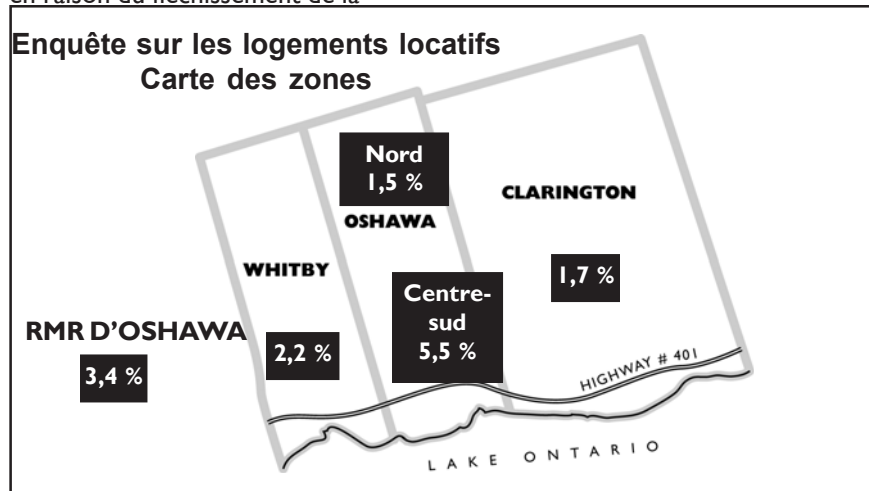 Enquête sur les logements locatifs
Carte des zones
Nord
1,5 %
CLARINGTON
OSHAWA
WHITBY
1,7 %
Centre-
sud
5,5 %
RMR D'OSHAWA
2,2 %
3,4 %
HIGHWAY # 401
LAKE ONTARIO